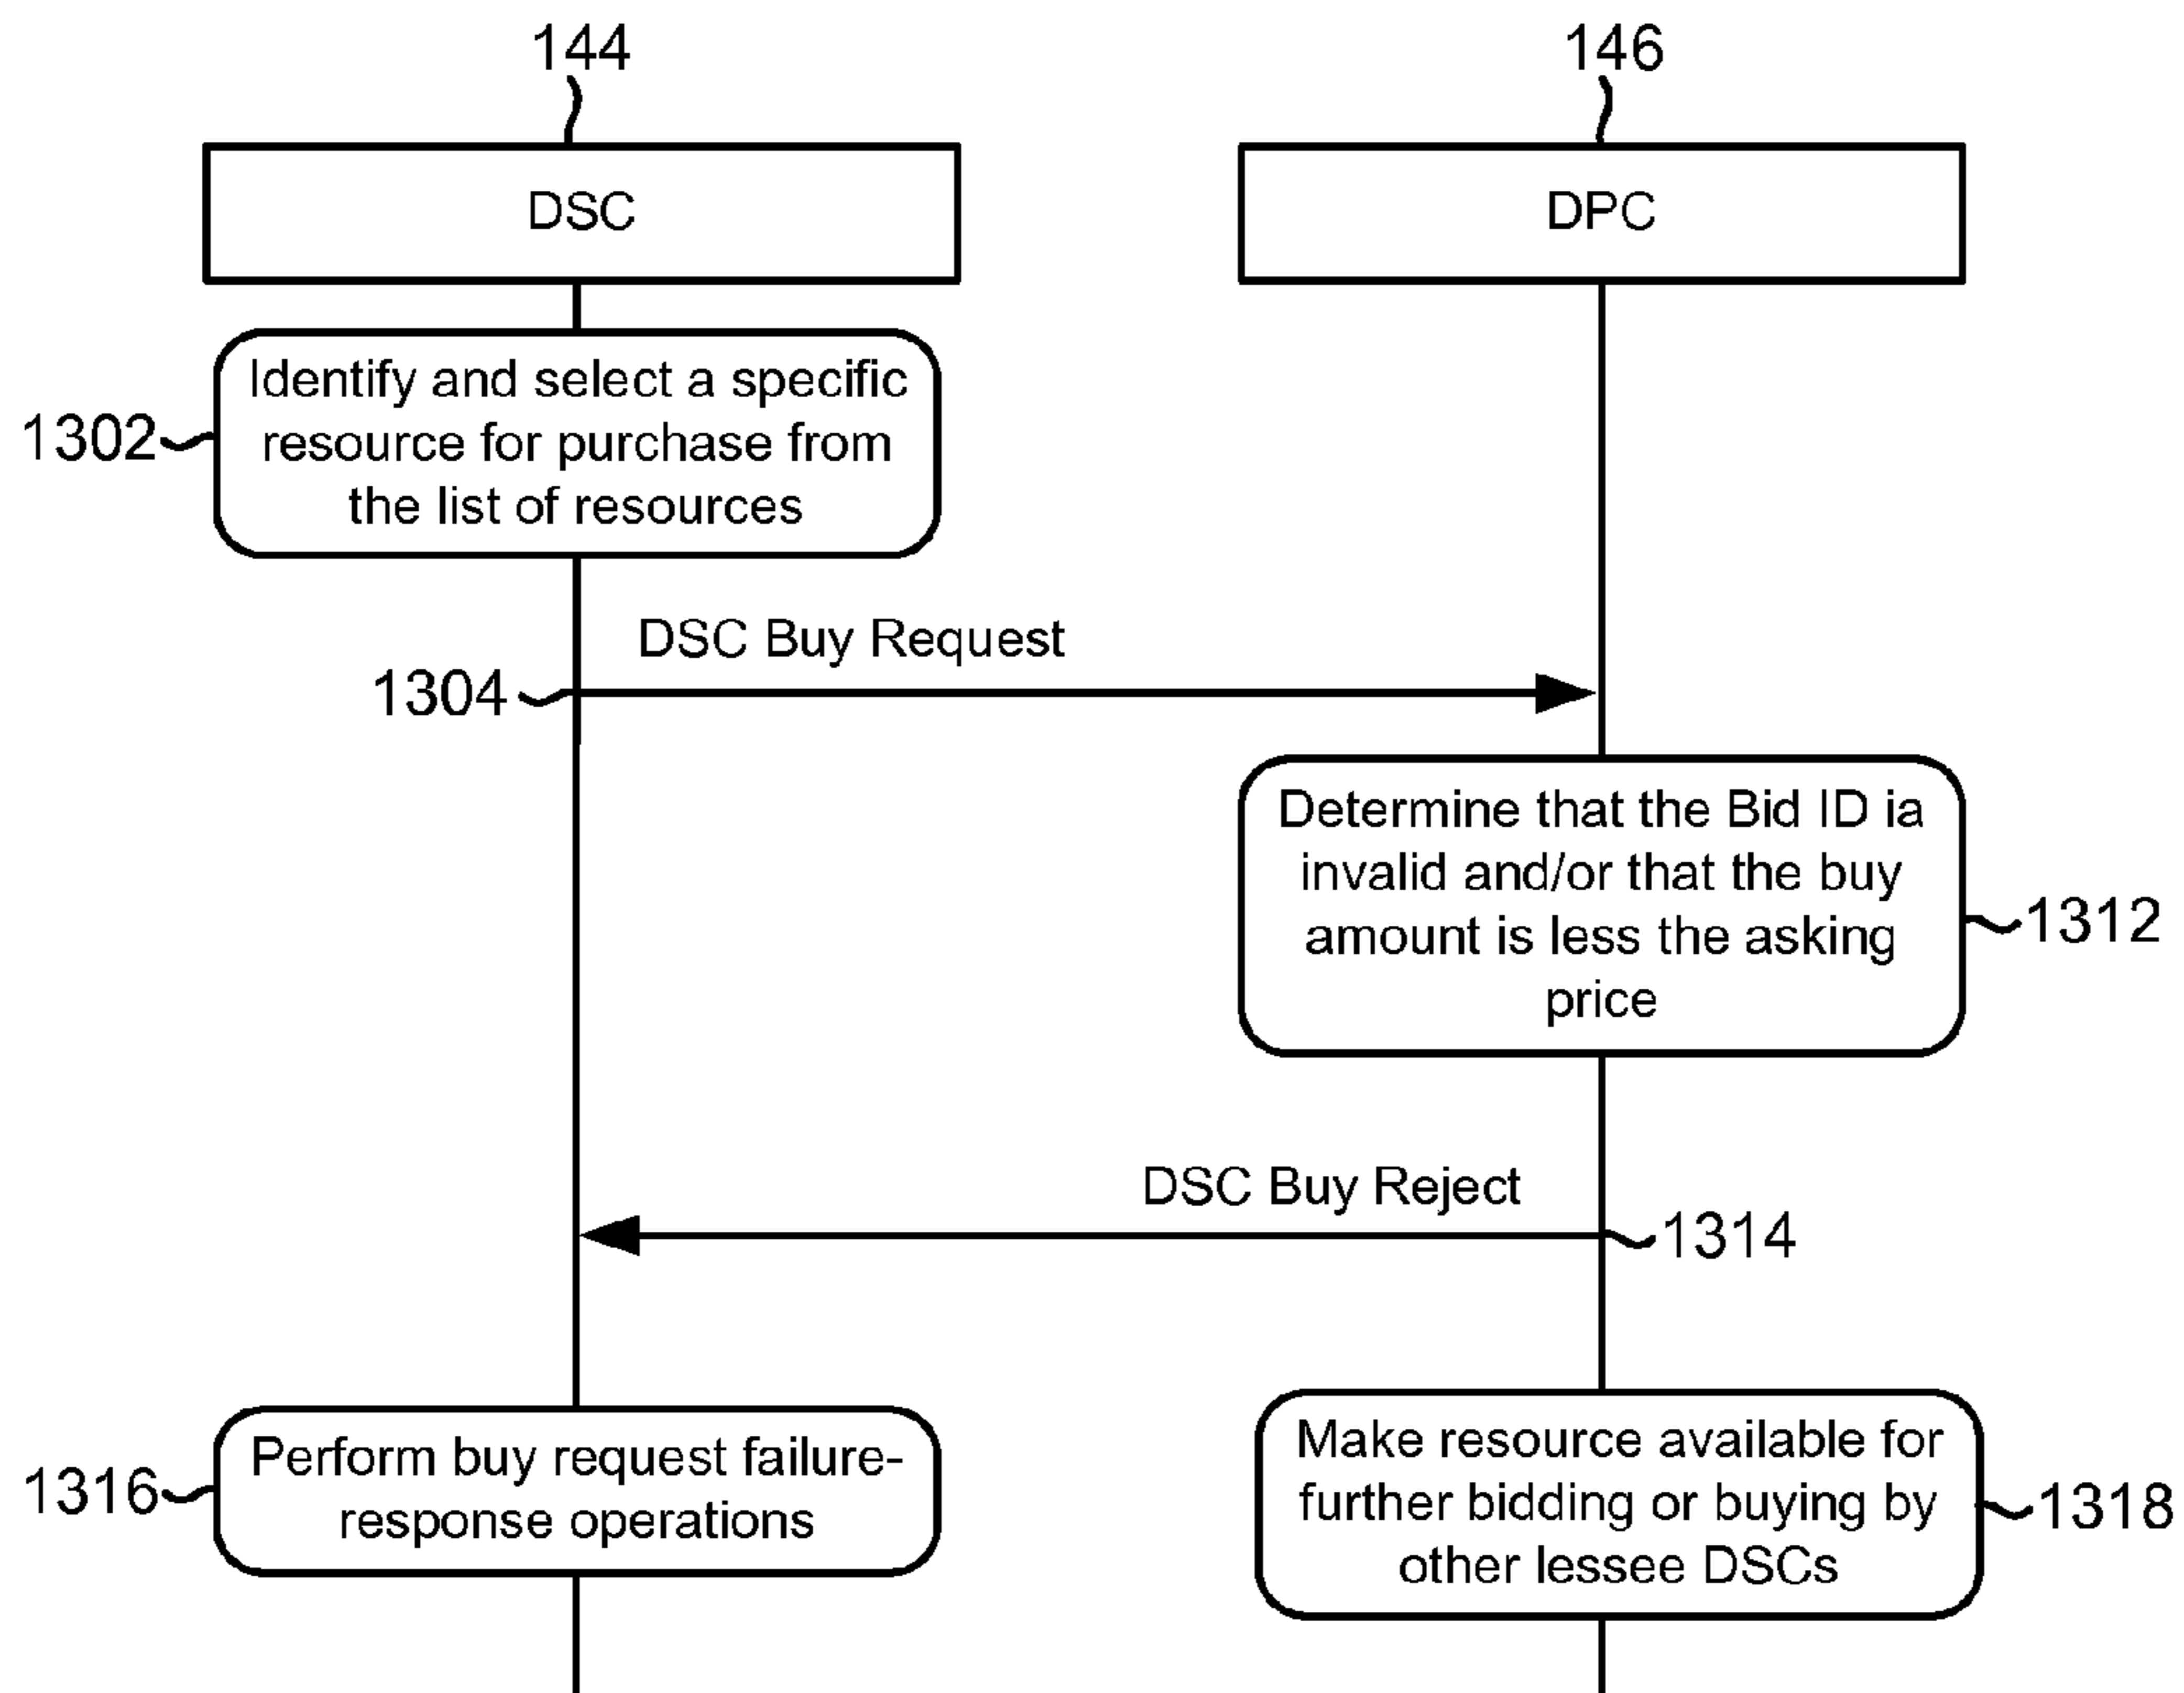 144
146
DSC
DPC
Identify and select a specific
resource for purchase from
the list of resources
1302
DSC Buy Request
1304
Determine that the Bid ID ia
invalid and/or that the buy
amount is less the asking
price
1312
DSC Buy Reject
1314
Perform buy request failure-
response operations
1316
Make resource available for
further bidding or buying by
other lessee DSCs
1318